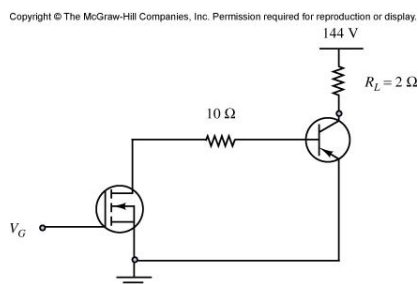 Copyright © The McGraw-Hill Companies, Inc. Permission required for reproduction or display.
144 V
R_L = 2 Ω
10 Ω
V_G